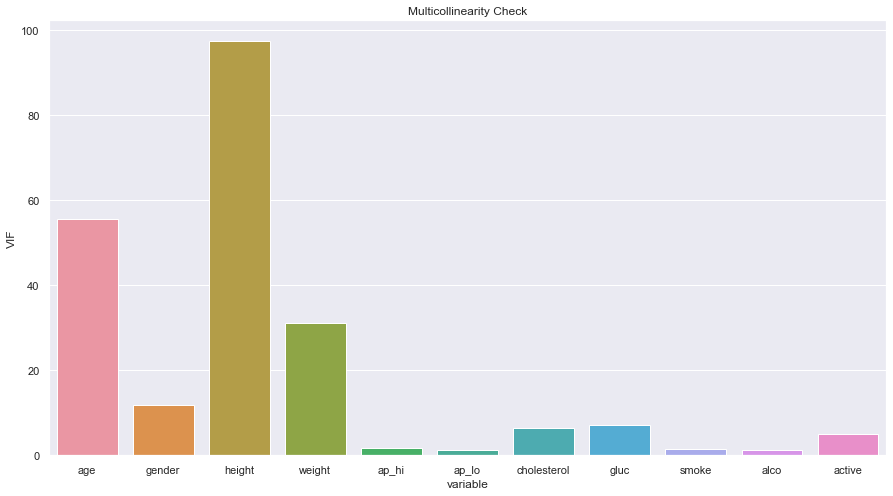 Multicollinearity Check
100
80
60
40
20
0
VIF
age gender height weight ap_hi ap_lo cholesterol gluc smoke alco active
variable